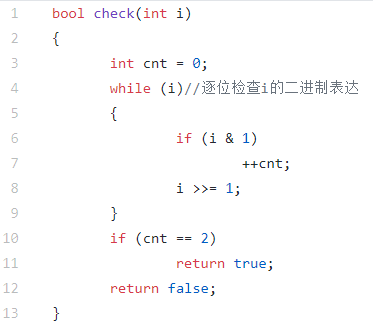 1 bool check(int i)
2 {
3 int cnt = 0;
4 while (i)//逐位检查i的二进制表达
5 {
6 if (i & 1)
7 ++cnt;
8 i >>= 1;
9 }
10 if (cnt == 2)
11 return true;
12 return false;
13 }